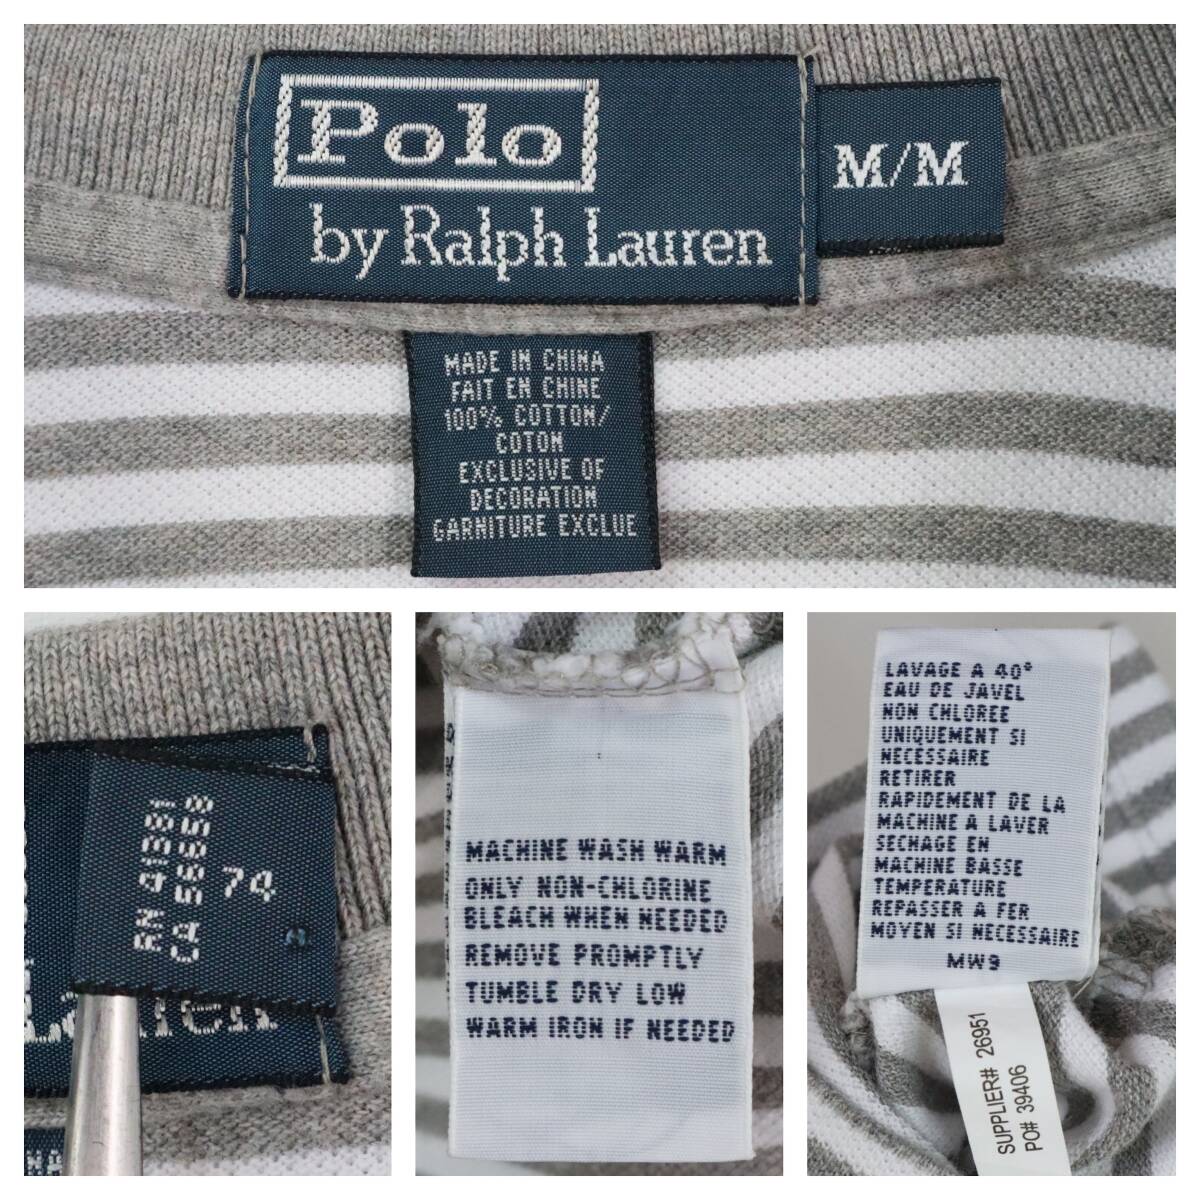 Polo
by Ralph Lauren
M/M
MADE IN CHINA
FAIT EN CHINE
100% COTTON/
COTON
EXCLUSIVE OF
DECORATION
GARNITURE EXCLUE
RN 41381
CA 56658
74
Lauren
MACHINE WASH WARM
ONLY NON-CHLORINE
BLEACH WHEN NEEDED
REMOVE PROMPTLY
TUMBLE DRY LOW
WARM IRON IF NEEDED
LAVAGE A 40°
EAU DE JAVEL
NON CHLOREE
UNIQUEMENT SI
NECESSAIRE
RETIRER
RAPIDEMENT DE LA
MACHINE A LAVER
SECHAGE EN
MACHINE BASSE
TEMPERATURE
REPASSER A FER
MOYEN SI NECESSAIRE
MW9
SUPPLIER# 26951
PO# 39406